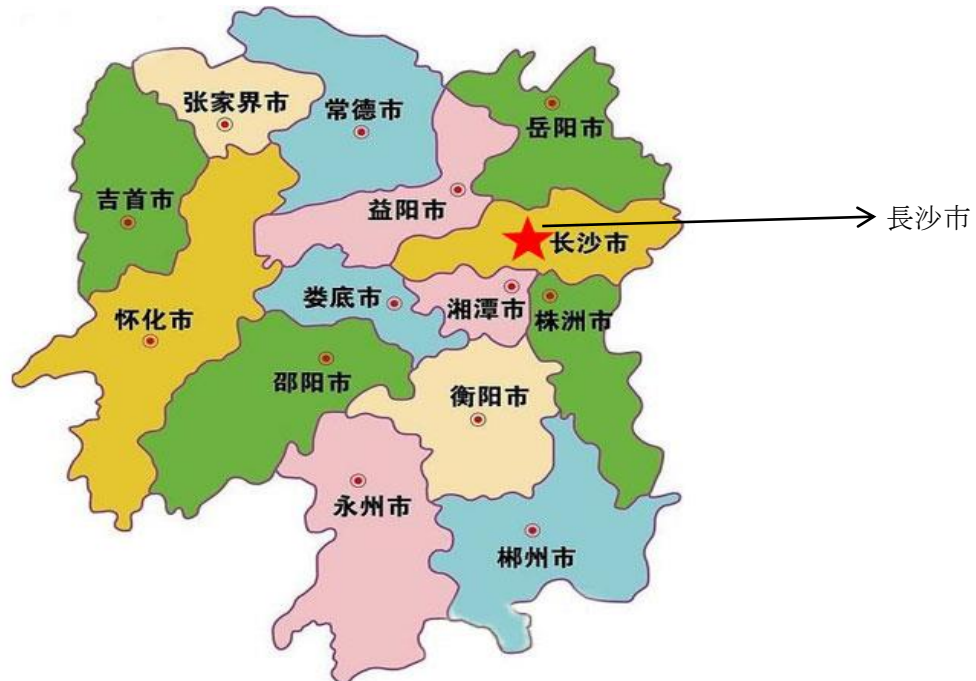 张家界市
常德市
岳阳市
吉首市
益阳市
長沙市
长沙市
怀化市
娄底市
湘潭市
株洲市
邵阳市
衡阳市
永州市
郴州市